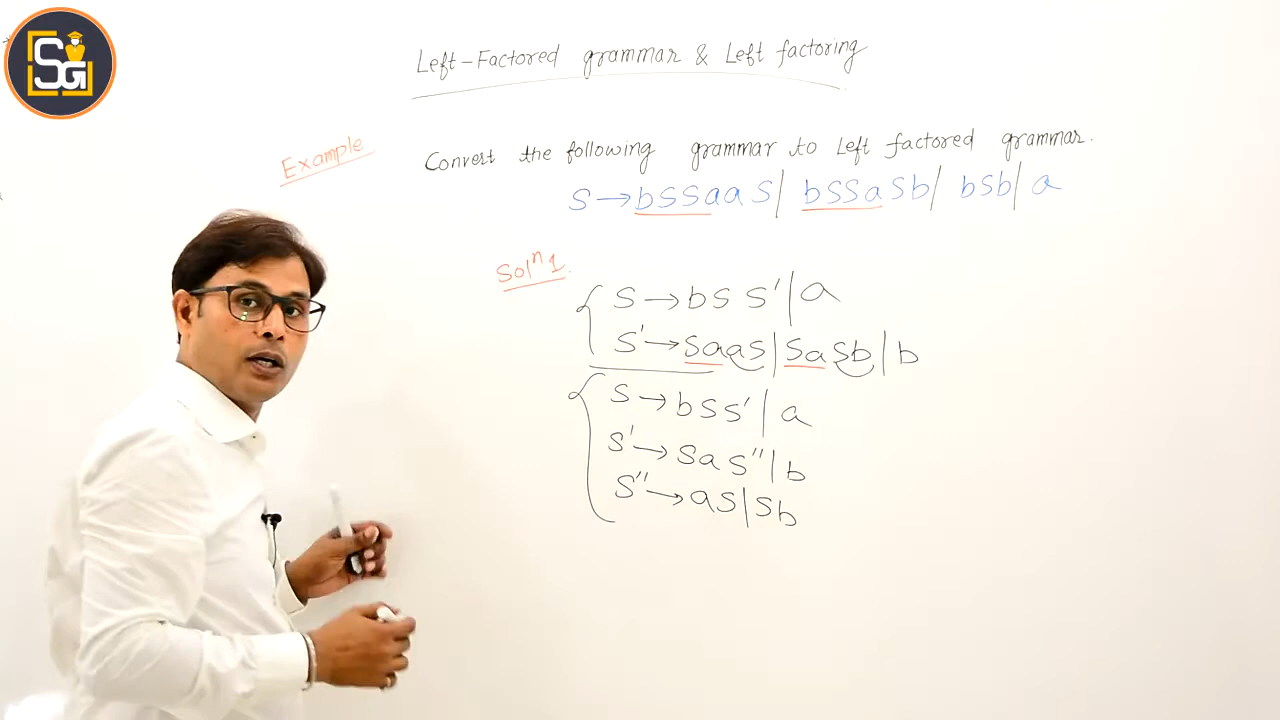 SG
Left-Factored grammar & Left factoring
Example
Convert the following grammar to Left factored grammar.
S → bSSaaS | bSSaSb | bSb | a
Solⁿ 1.
S → bSS' | a
S' → SaaS | SaSb | b
S → bSS' | a
S' → SaS'' | b
S'' → aS | Sb